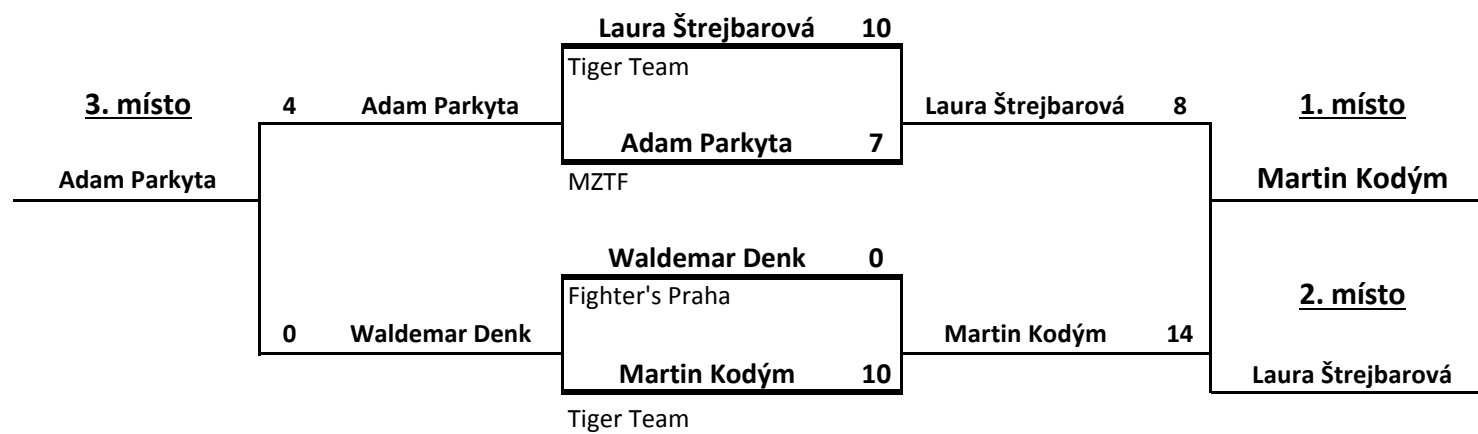 Laura Štrejbarová 10
Tiger Team
3. místo 4 Adam Parkyta Laura Štrejbarová 8 1. místo
Adam Parkyta 7
Adam Parkyta MZTF Martin Kodým
Waldemar Denk 0
Fighter's Praha 2. místo
0 Waldemar Denk Martin Kodým 14
Martin Kodým 10 Laura Štrejbarová
Tiger Team